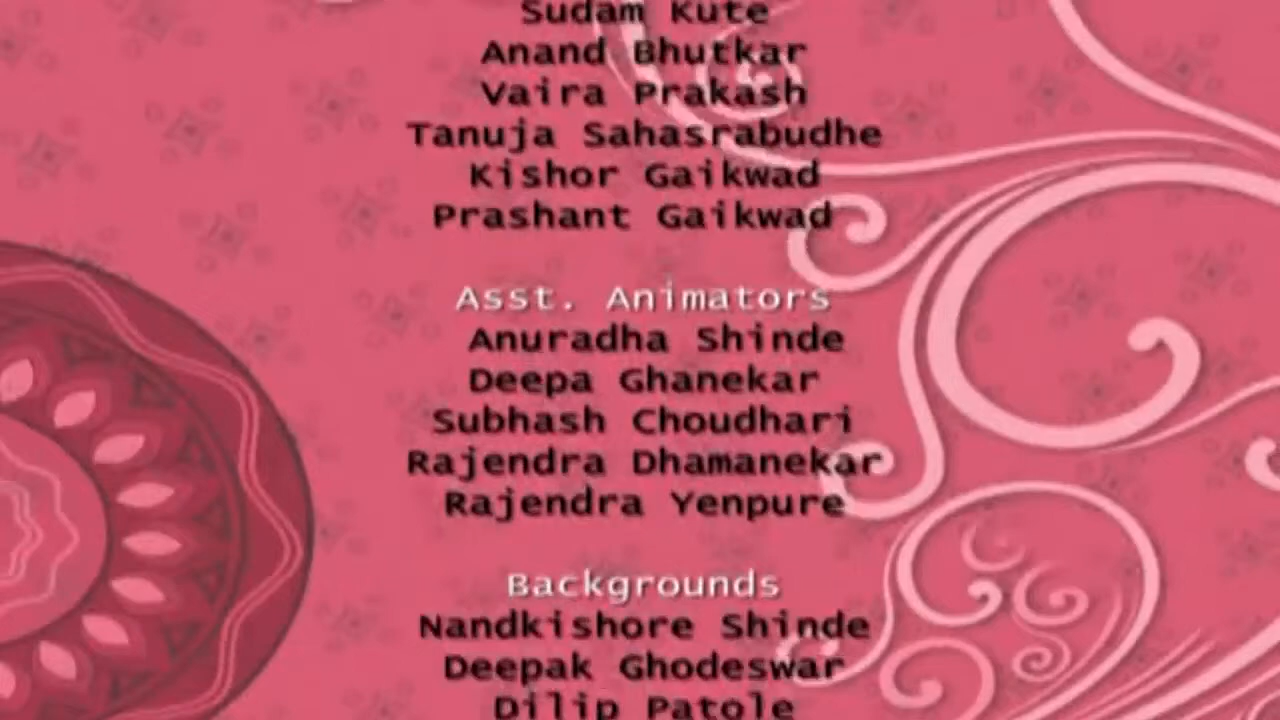 Sudam Kute
Anand Bhutkar
Vaira Prakash
Tanuja Sahasrabudhe
Kishor Gaikwad
Prashant Gaikwad
Asst. Animators
Anuradha Shinde
Deepa Ghanekar
Subhash Choudhari
Rajendra Dhamanekar
Rajendra Yenpure
Backgrounds
Nandkishore Shinde
Deepak Ghodeswar
Dilip Patole